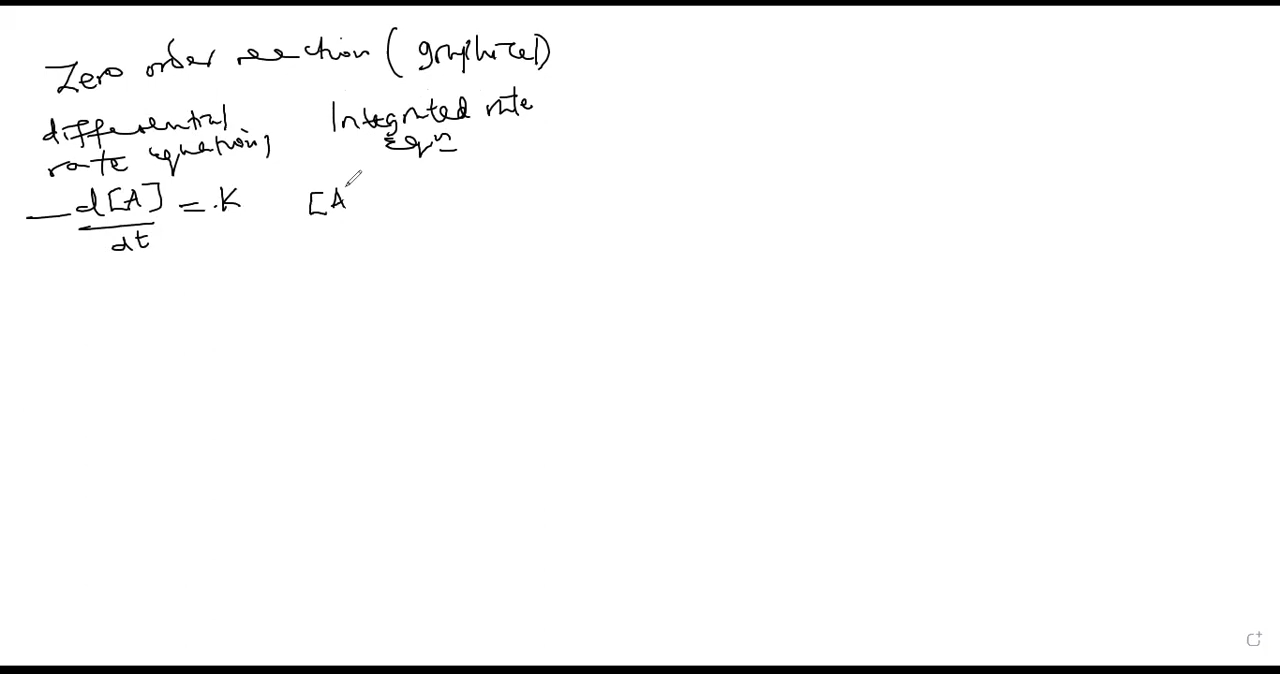 Zero order reaction (graphical)
differential
rate equation,
Integrated rate
Eqn
- d[A] = K
dt
[A